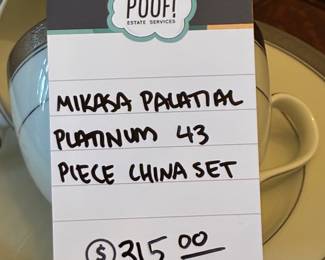 POOF!
ESTATE SERVICES
MIKASA PALATIAL
PLATINUM 43
PIECE CHINA SET
$315.00